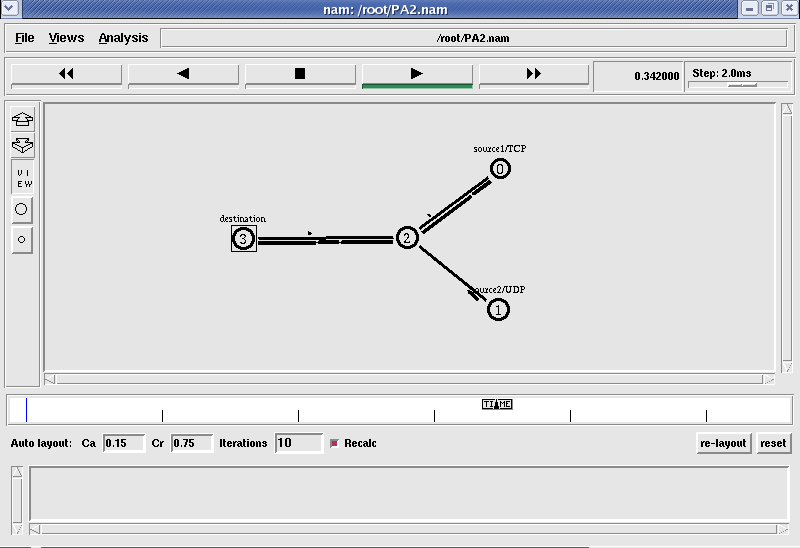 nam: /root/PA2.nam
File Views Analysis /root/PA2.nam
0.342000 Step: 2.0ms
V I
E W
source1/TCP
0
destination
3
2
source2/UDP
1
TIME
Auto layout: Ca 0.15 Cr 0.75 Iterations 10 Recalc re-layout reset